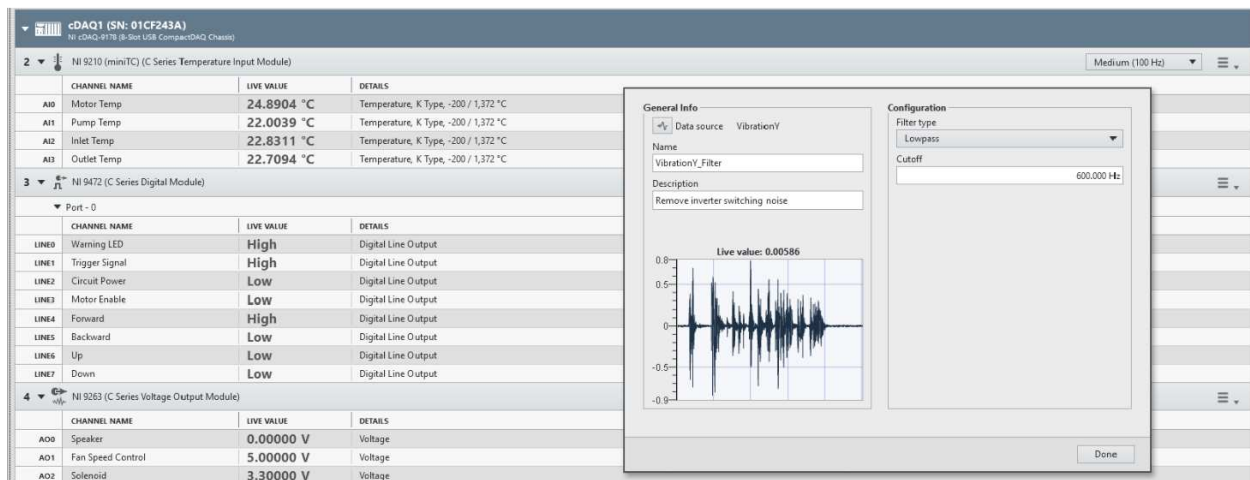 cDAQ1 (SN: 01CF243A)
NI cDAQ-9178 (8-Slot USB CompactDAQ Chassis)
2 NI 9210 (miniTC) (C Series Temperature Input Module) Medium (100 Hz)
CHANNEL NAME LIVE VALUE DETAILS
AI0 Motor Temp 24.8904 °C Temperature, K Type, -200 / 1,372 °C
AI1 Pump Temp 22.0039 °C Temperature, K Type, -200 / 1,372 °C
AI2 Inlet Temp 22.8311 °C Temperature, K Type, -200 / 1,372 °C
AI3 Outlet Temp 22.7094 °C Temperature, K Type, -200 / 1,372 °C
3 NI 9472 (C Series Digital Module)
Port - 0
CHANNEL NAME LIVE VALUE DETAILS
LINE0 Warning LED High Digital Line Output
LINE1 Trigger Signal High Digital Line Output
LINE2 Circuit Power Low Digital Line Output
LINE3 Motor Enable Low Digital Line Output
LINE4 Forward High Digital Line Output
LINE5 Backward Low Digital Line Output
LINE6 Up Low Digital Line Output
LINE7 Down Low Digital Line Output
4 NI 9263 (C Series Voltage Output Module)
CHANNEL NAME LIVE VALUE DETAILS
AO0 Speaker 0.00000 V Voltage
AO1 Fan Speed Control 5.00000 V Voltage
AO2 Solenoid 3.30000 V Voltage
General Info
Data source VibrationY
Name
VibrationY_Filter
Description
Remove inverter switching noise
Live value: 0.00586
0.8
0.5
0
-0.5
-0.9
Configuration
Filter type
Lowpass
Cutoff
600.000 Hz
Done